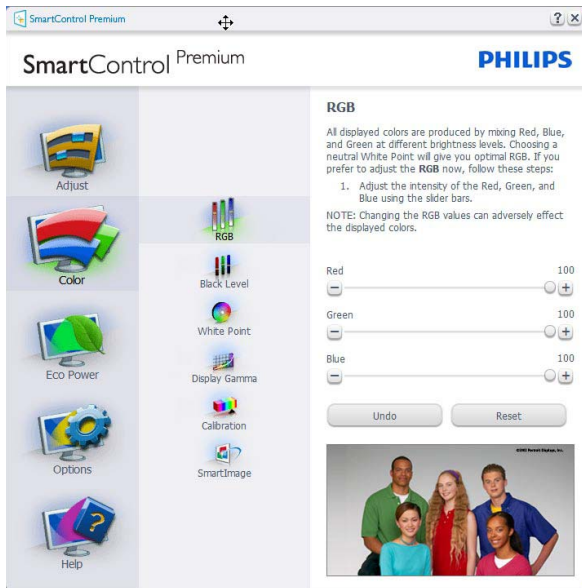 SmartControl Premium
SmartControl Premium
PHILIPS
Adjust
Color
Eco Power
Options
Help
RGB
Black Level
White Point
Display Gamma
Calibration
SmartImage
RGB
All displayed colors are produced by mixing Red, Blue,
and Green at different brightness levels. Choosing a
neutral White Point will give you optimal RGB. If you
prefer to adjust the RGB now, follow these steps:
1. Adjust the intensity of the Red, Green, and
Blue using the slider bars.
NOTE: Changing the RGB values can adversely effect
the displayed colors.
Red 100
Green 100
Blue 100
Undo Reset